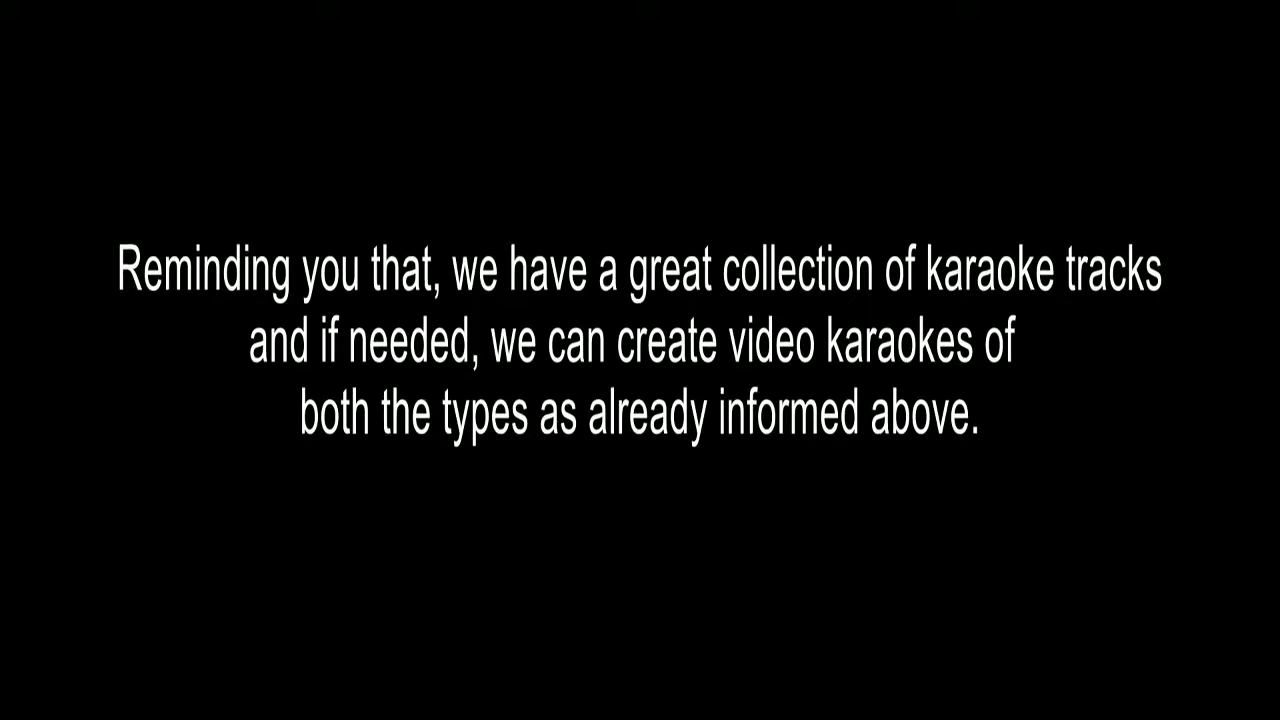 Reminding you that, we have a great collection of karaoke tracks
and if needed, we can create video karaokes of
both the types as already informed above.